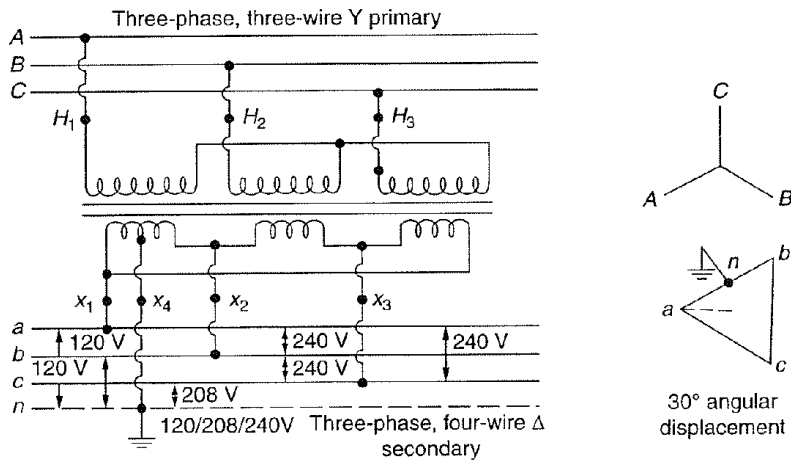 Three-phase, three-wire Y primary
A
B
C
H1
H2
H3
x1
x4
x2
x3
a
b
c
n
120 V
240 V
240 V
120 V
240 V
208 V
120/208/240V
Three-phase, four-wire Δ
secondary
C
A
B
n
b
a
c
30° angular
displacement